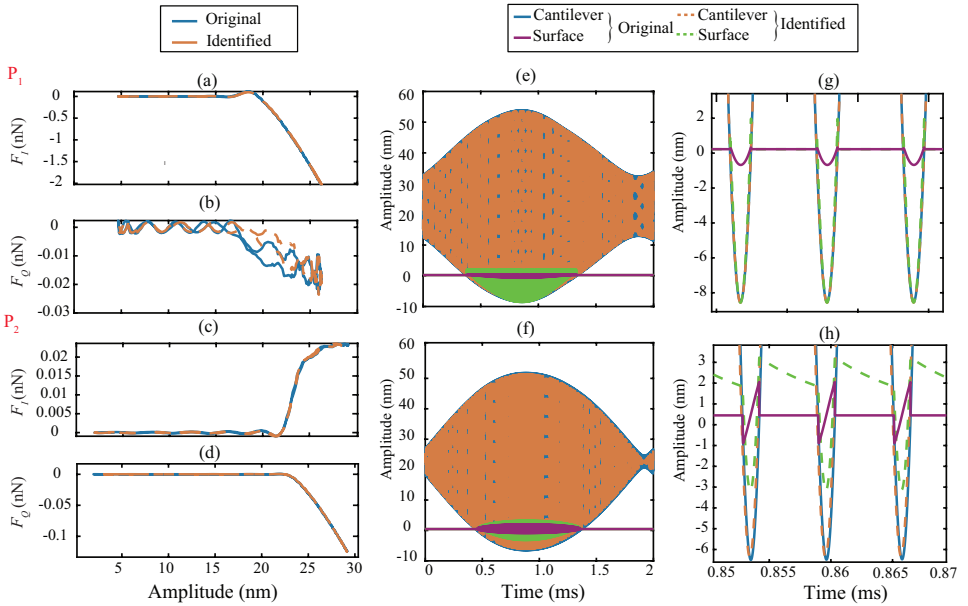 Original
Identified
Cantilever
Surface
Original
Cantilever
Surface
Identified
P1
(a)
F_I (nN)
0
-0.5
-1
-1.5
-2
(b)
F_Q (nN)
0
-0.01
-0.02
-0.03
P2
(c)
F_I (nN)
0.02
0.015
0.01
0.005
0
(d)
F_Q (nN)
0
-0.05
-0.1
5
10
15
20
25
30
Amplitude (nm)
(e)
Amplitude (nm)
60
50
40
30
20
10
0
-10
(f)
Amplitude (nm)
60
50
40
30
20
10
0
-10
0
0.5
1.0
1.5
2
Time (ms)
(g)
Amplitude (nm)
2
0
-2
-4
-6
-8
(h)
Amplitude (nm)
3
2
1
0
-1
-2
-3
-4
-5
-6
0.85
0.855
0.86
0.865
0.87
Time (ms)